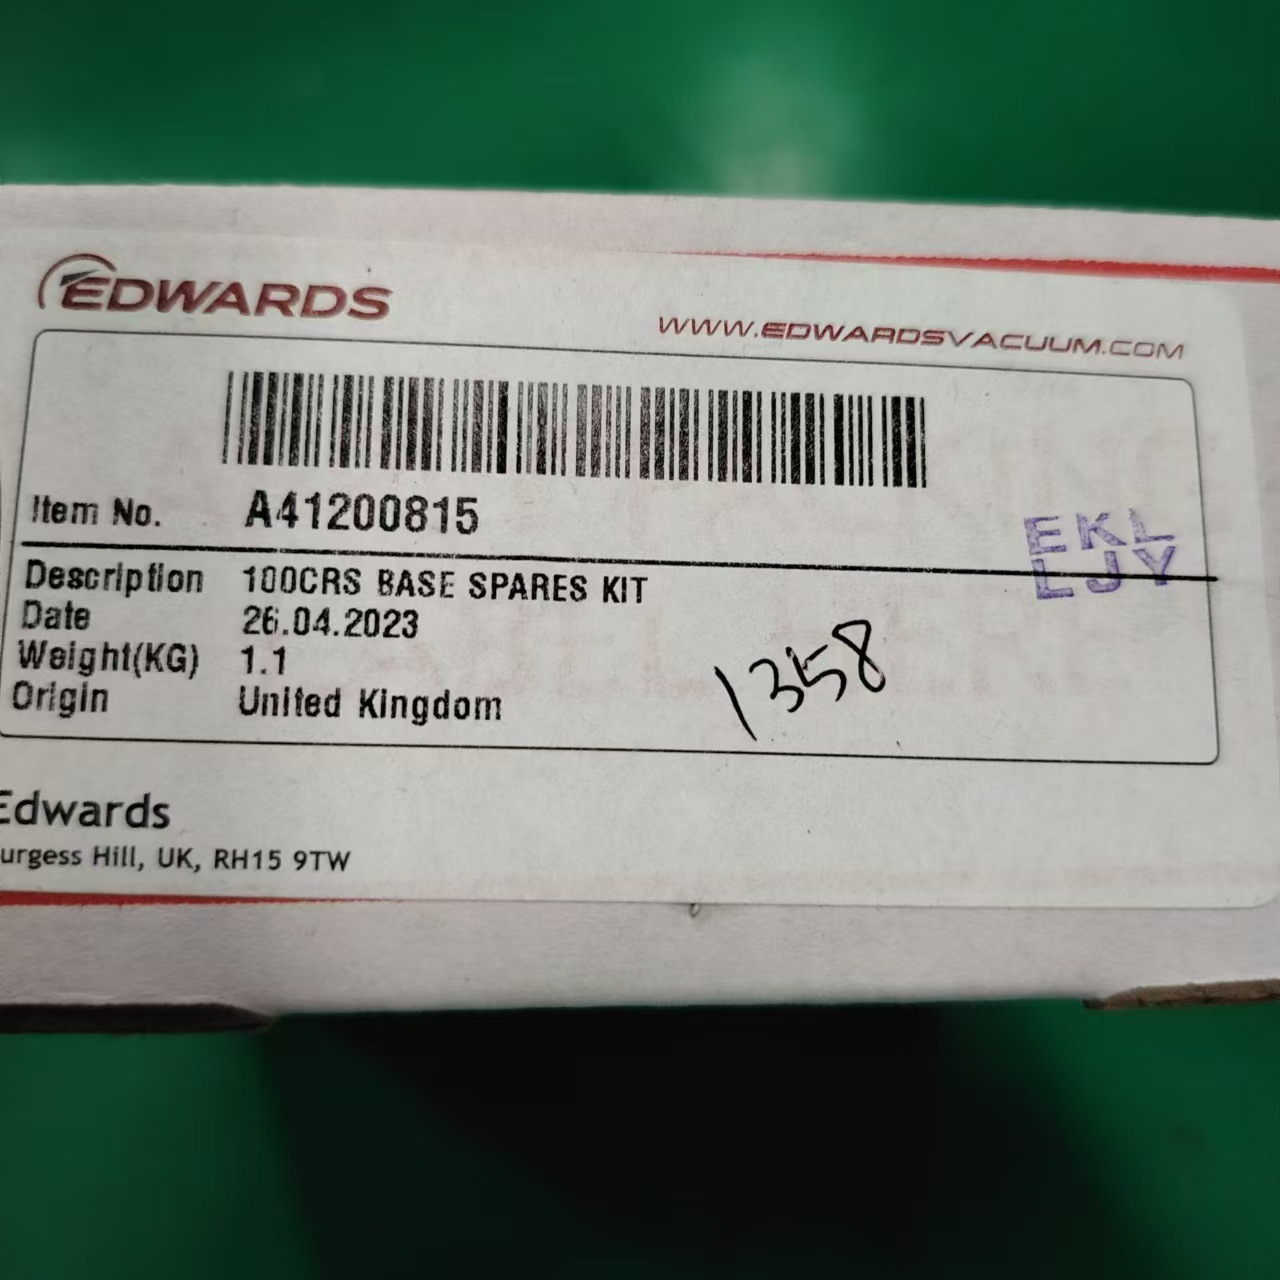 EDWARDS
WWW.EDWARDSVACUUM.COM
Item No. A41200815
EKL
LJY
Description 100CRS BASE SPARES KIT
Date 26.04.2023
Weight(KG) 1.1
Origin United Kingdom
1358
Edwards
urgess Hill, UK, RH15 9TW